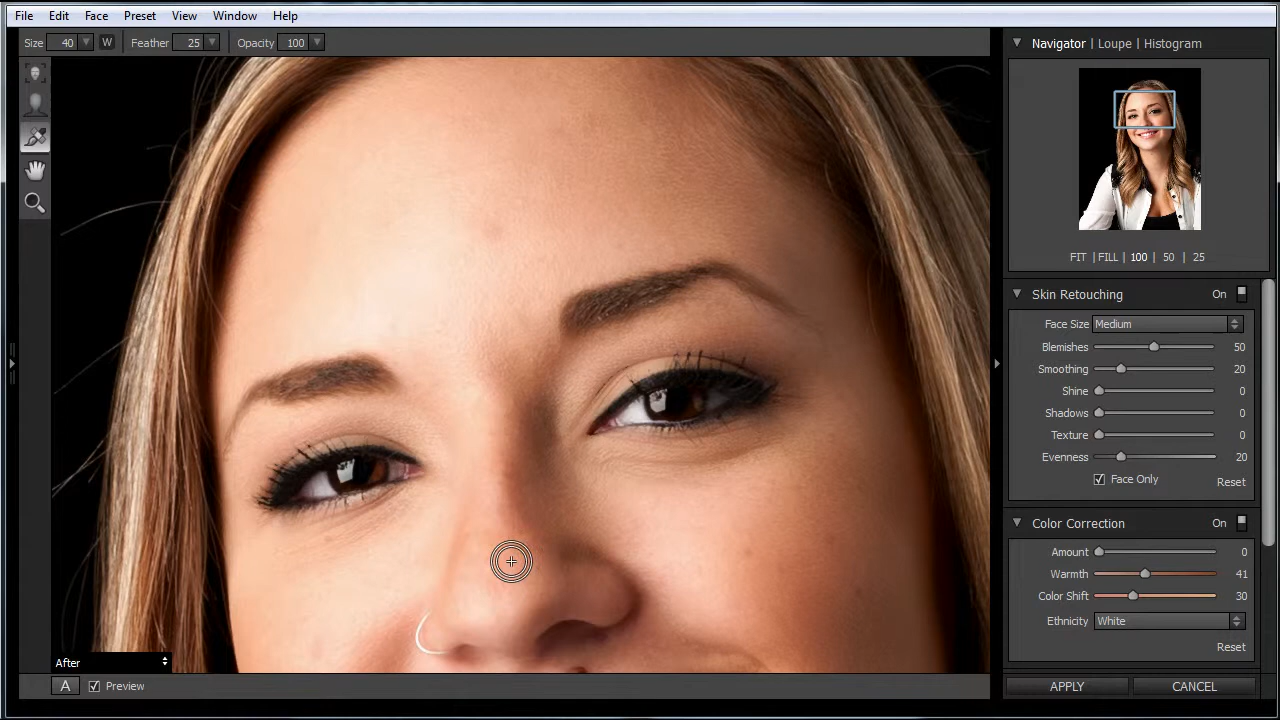 File Edit Face Preset View Window Help
Size 40 W Feather 25 Opacity 100
Navigator | Loupe | Histogram
FIT | FILL | 100 | 50 | 25
Skin Retouching On
Face Size Medium
Blemishes 50
Smoothing 20
Shine 0
Shadows 0
Texture 0
Evenness 20
Face Only Reset
Color Correction On
Amount 0
Warmth 41
Color Shift 30
Ethnicity White
Reset
After
A Preview
APPLY CANCEL